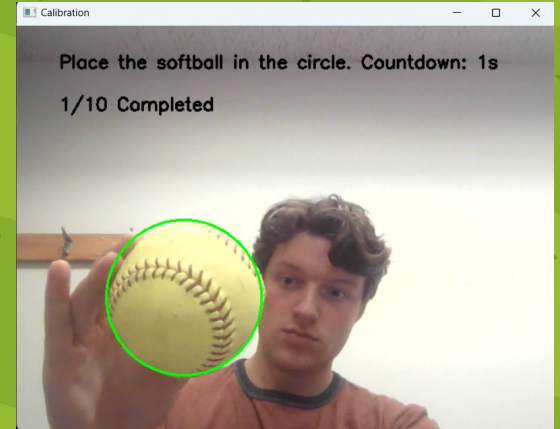 Calibration
Place the softball in the circle. Countdown: 1s
1/10 Completed